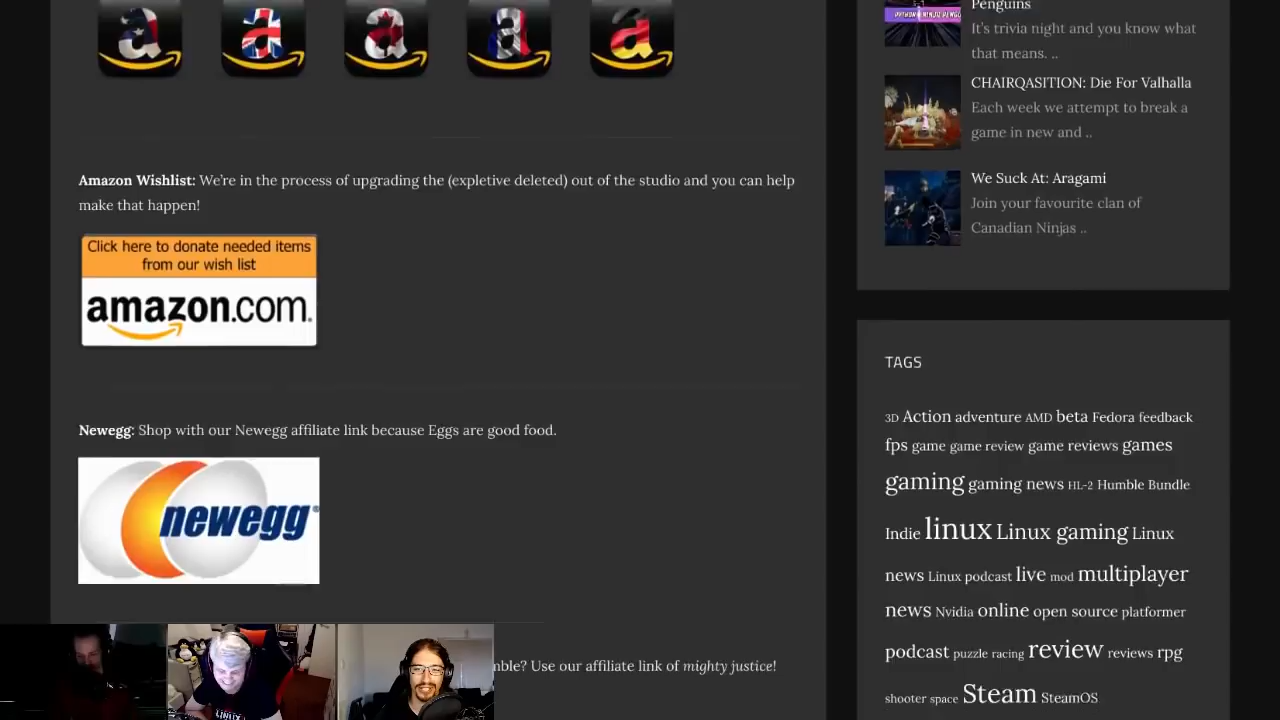 Amazon Wishlist: We're in the process of upgrading the (expletive deleted) out of the studio and you can help
make that happen!
Click here to donate needed items
from our wish list
amazon.com.
Newegg: Shop with our Newegg affiliate link because Eggs are good food.
newegg
mble? Use our affiliate link of mighty justice!
LINUX
Penguins
It's trivia night and you know what
that means. ..
CHAIRQASITION: Die For Valhalla
Each week we attempt to break a
game in new and ..
We Suck At: Aragami
Join your favourite clan of
Canadian Ninjas ..
TAGS
3D Action adventure AMD beta Fedora feedback
fps game game review game reviews games
gaming gaming news HL-2 Humble Bundle
Indie linux Linux gaming Linux
news Linux podcast live mod multiplayer
news Nvidia online open source platformer
podcast puzzle racing review reviews rpg
shooter space Steam SteamOS